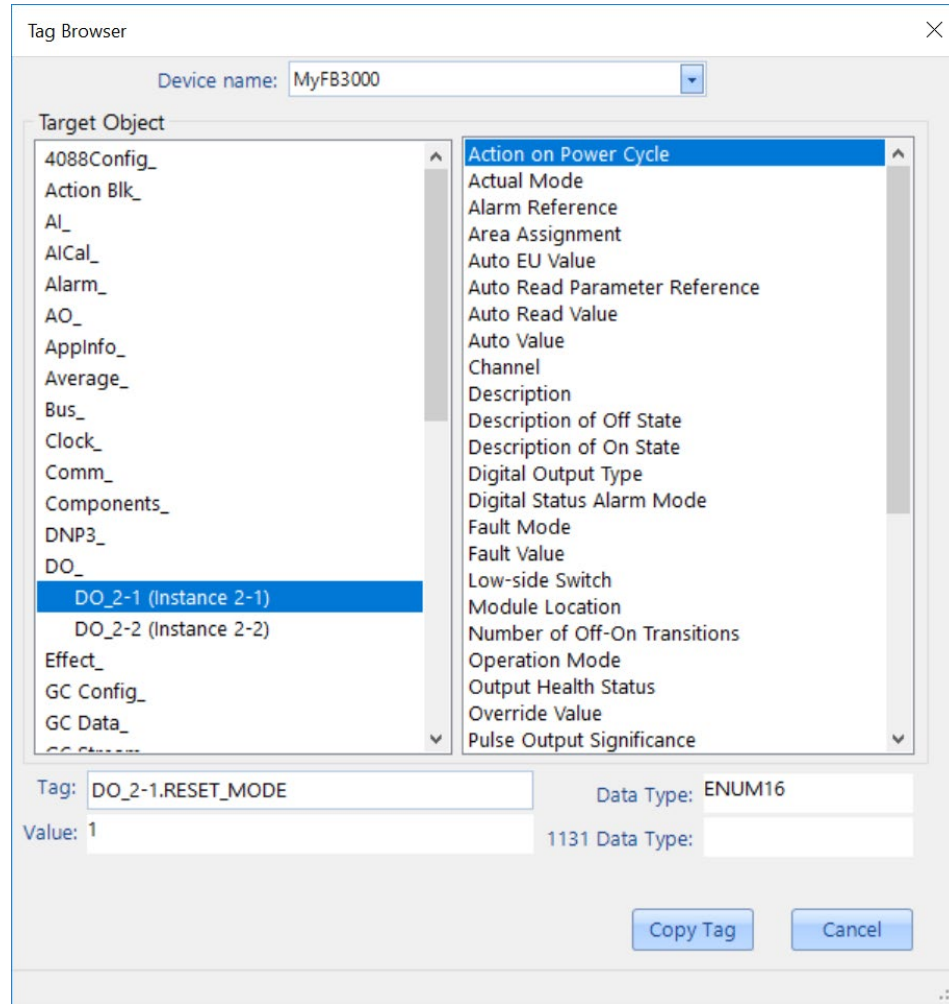 Tag Browser
Device name: MyFB3000
Target Object
4088Config_
Action Blk_
AI_
AICal_
Alarm_
AO_
AppInfo_
Average_
Bus_
Clock_
Comm_
Components_
DNP3_
DO_
DO_2-1 (Instance 2-1)
DO_2-2 (Instance 2-2)
Effect_
GC Config_
GC Data_
Action on Power Cycle
Actual Mode
Alarm Reference
Area Assignment
Auto EU Value
Auto Read Parameter Reference
Auto Read Value
Auto Value
Channel
Description
Description of Off State
Description of On State
Digital Output Type
Digital Status Alarm Mode
Fault Mode
Fault Value
Low-side Switch
Module Location
Number of Off-On Transitions
Operation Mode
Output Health Status
Override Value
Pulse Output Significance
Tag: DO_2-1.RESET_MODE
Data Type: ENUM16
Value: 1
1131 Data Type:
Copy Tag
Cancel